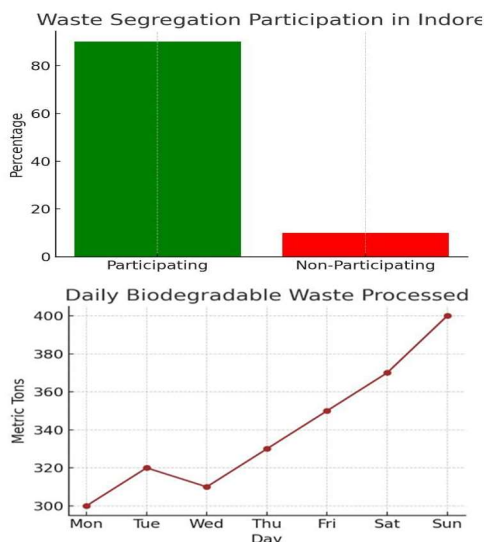 Waste Segregation Participation in Indore
Percentage
80
60
40
20
0
Participating Non-Participating
Daily Biodegradable Waste Processed
Metric Tons
400
380
360
340
320
300
Mon Tue Wed Thu Fri Sat Sun
Day